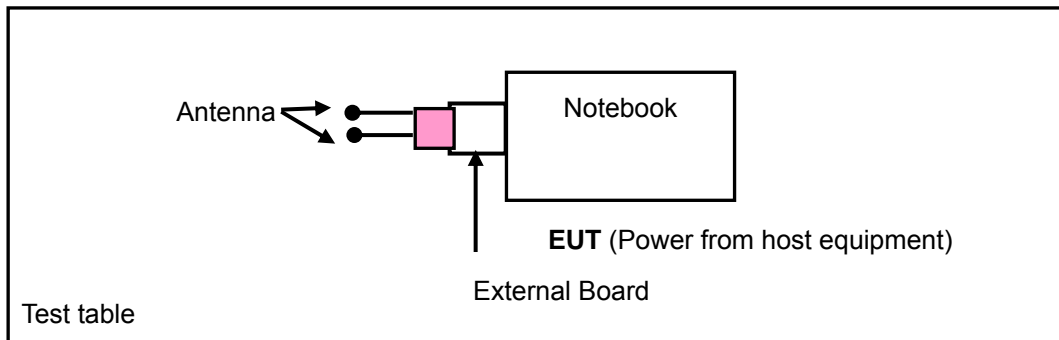 Notebook
Antenna
EUT (Power from host equipment)
External Board
Test table